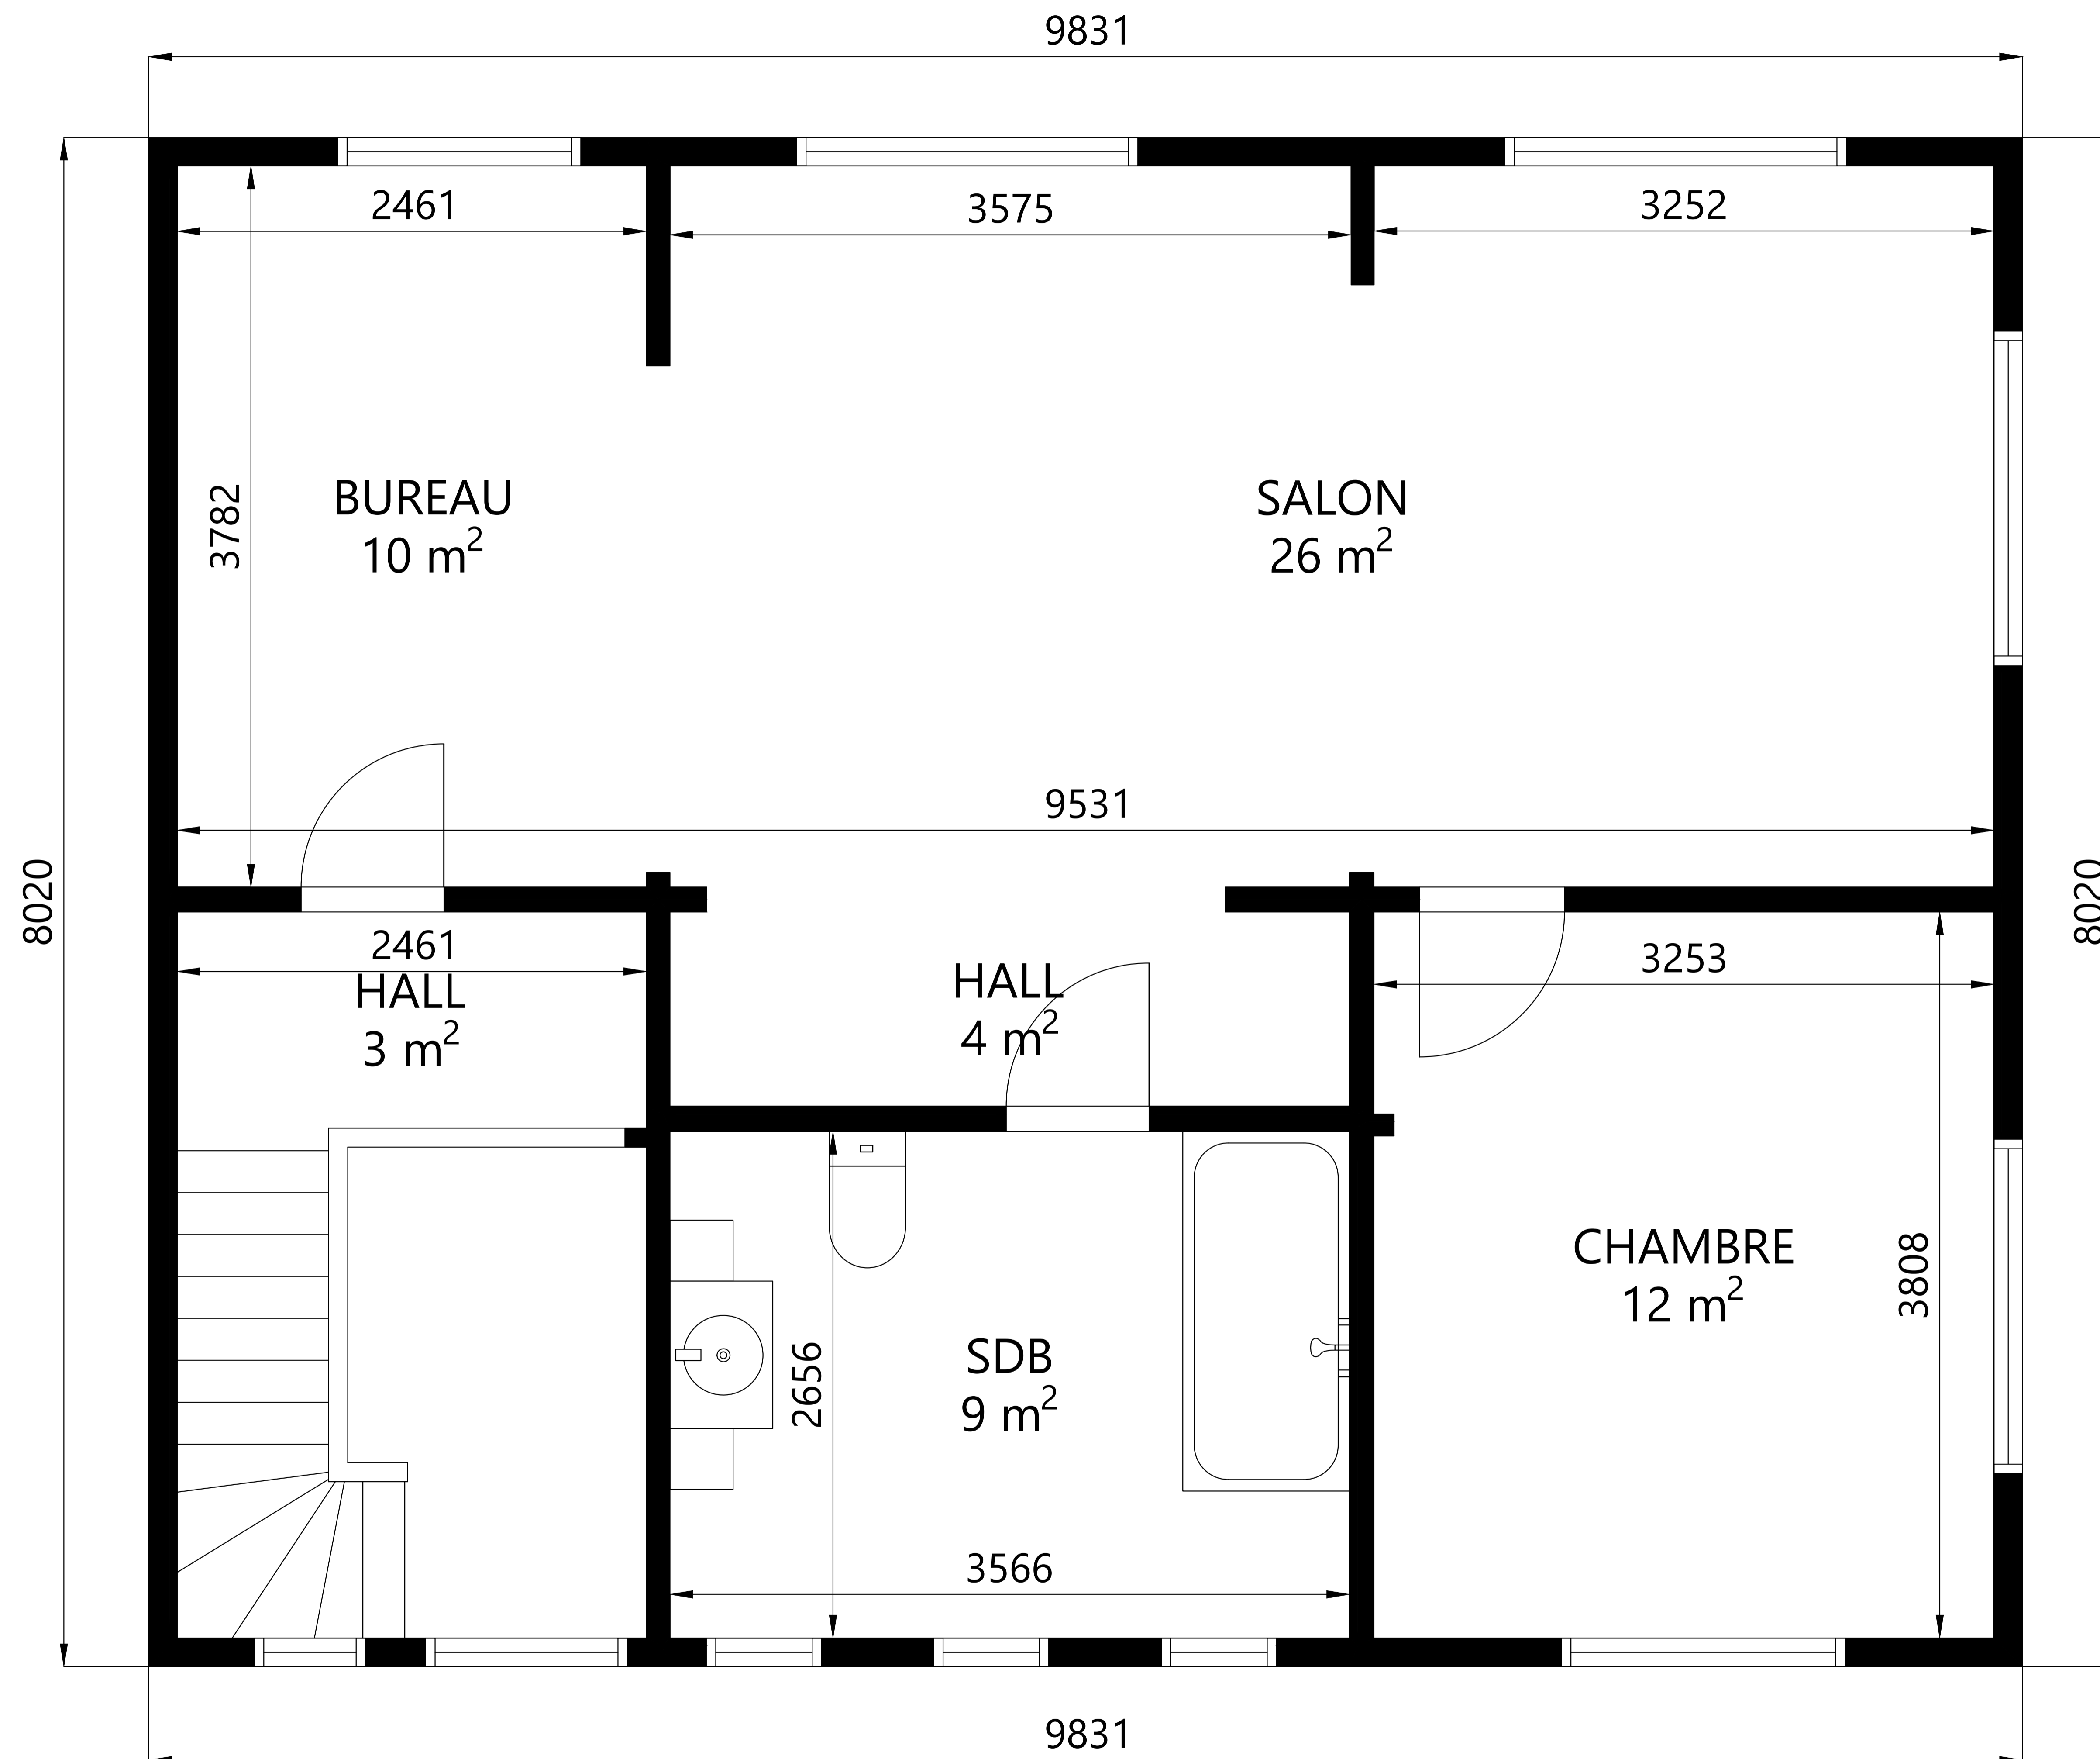 9831
2461
3575
3252
BUREAU
10 m²
SALON
26 m²
3782
9531
8020
8020
2461
HALL
3 m²
HALL
4 m²
3253
CHAMBRE
12 m²
3808
SDB
9 m²
2656
3566
9831